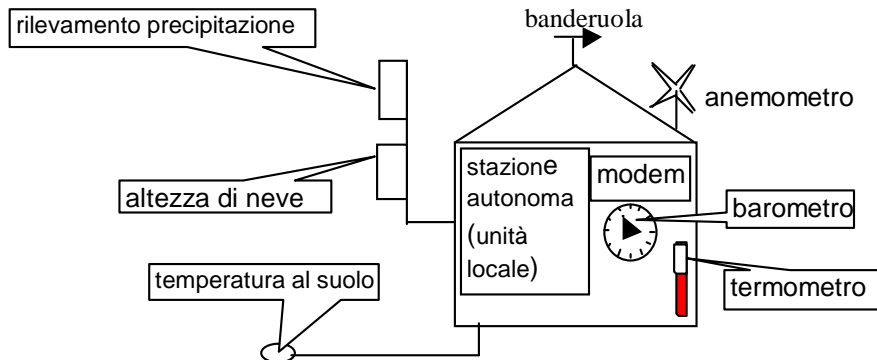 rilevamento precipitazione
banderuola
anemometro
altezza di neve
stazione
autonoma
(unità
locale)
modem
barometro
temperatura al suolo
termometro